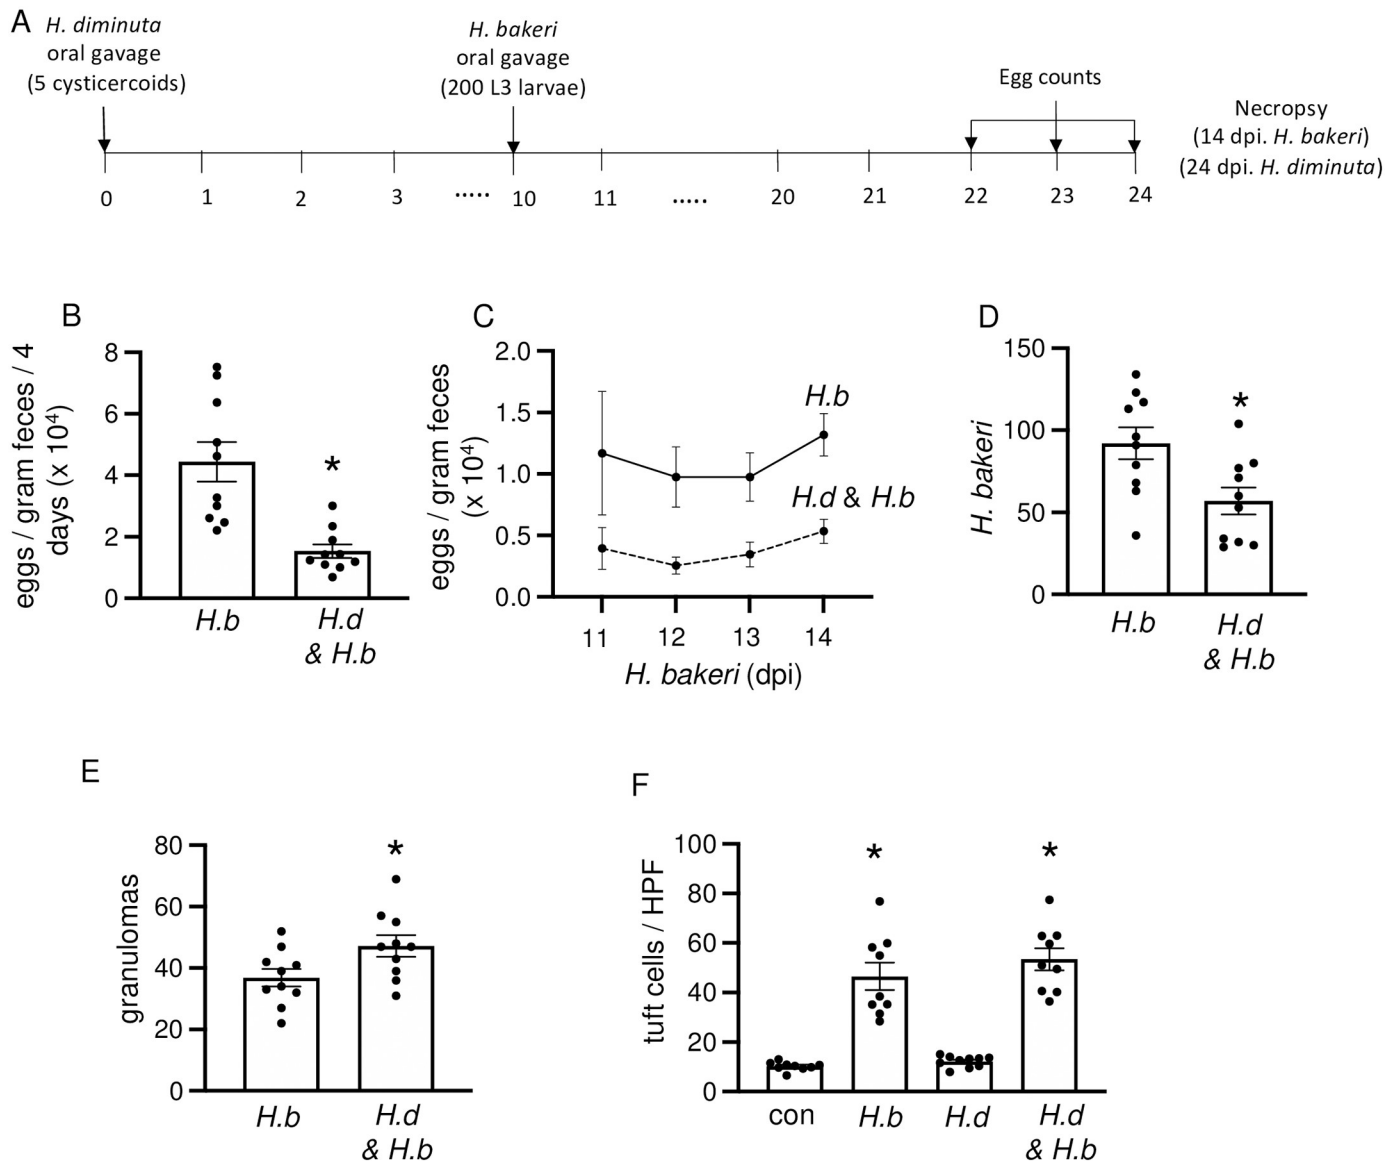 A
H. diminuta
oral gavage
(5 cysticercoids)
H. bakeri
oral gavage
(200 L3 larvae)
Egg counts
Necropsy
(14 dpi. H. bakeri)
(24 dpi. H. diminuta)
0 1 2 3 ..... 10 11 ..... 20 21 22 23 24
B
eggs / gram feces / 4
days (x 10⁴)
8
6
4
2
0
*
H.b
H.d
& H.b
C
eggs / gram feces
(x 10⁴)
2.0
1.5
1.0
0.5
0.0
H.b
H.d & H.b
11 12 13 14
H. bakeri (dpi)
D
H. bakeri
150
100
50
0
*
H.b
H.d
& H.b
E
granulomas
80
60
40
20
0
*
H.b
H.d
& H.b
F
tuft cells / HPF
100
80
60
40
20
0
* *
con H.b H.d H.d
& H.b